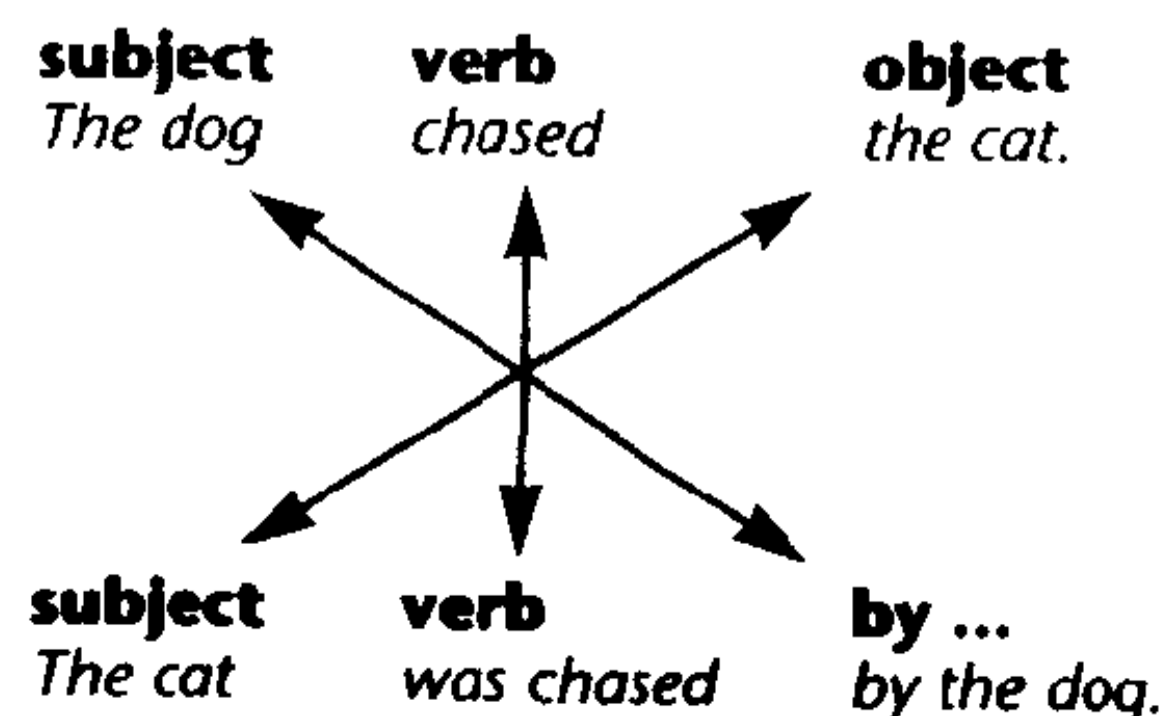 subject verb object
The dog chased the cat.
subject verb by ...
The cat was chased by the dog.